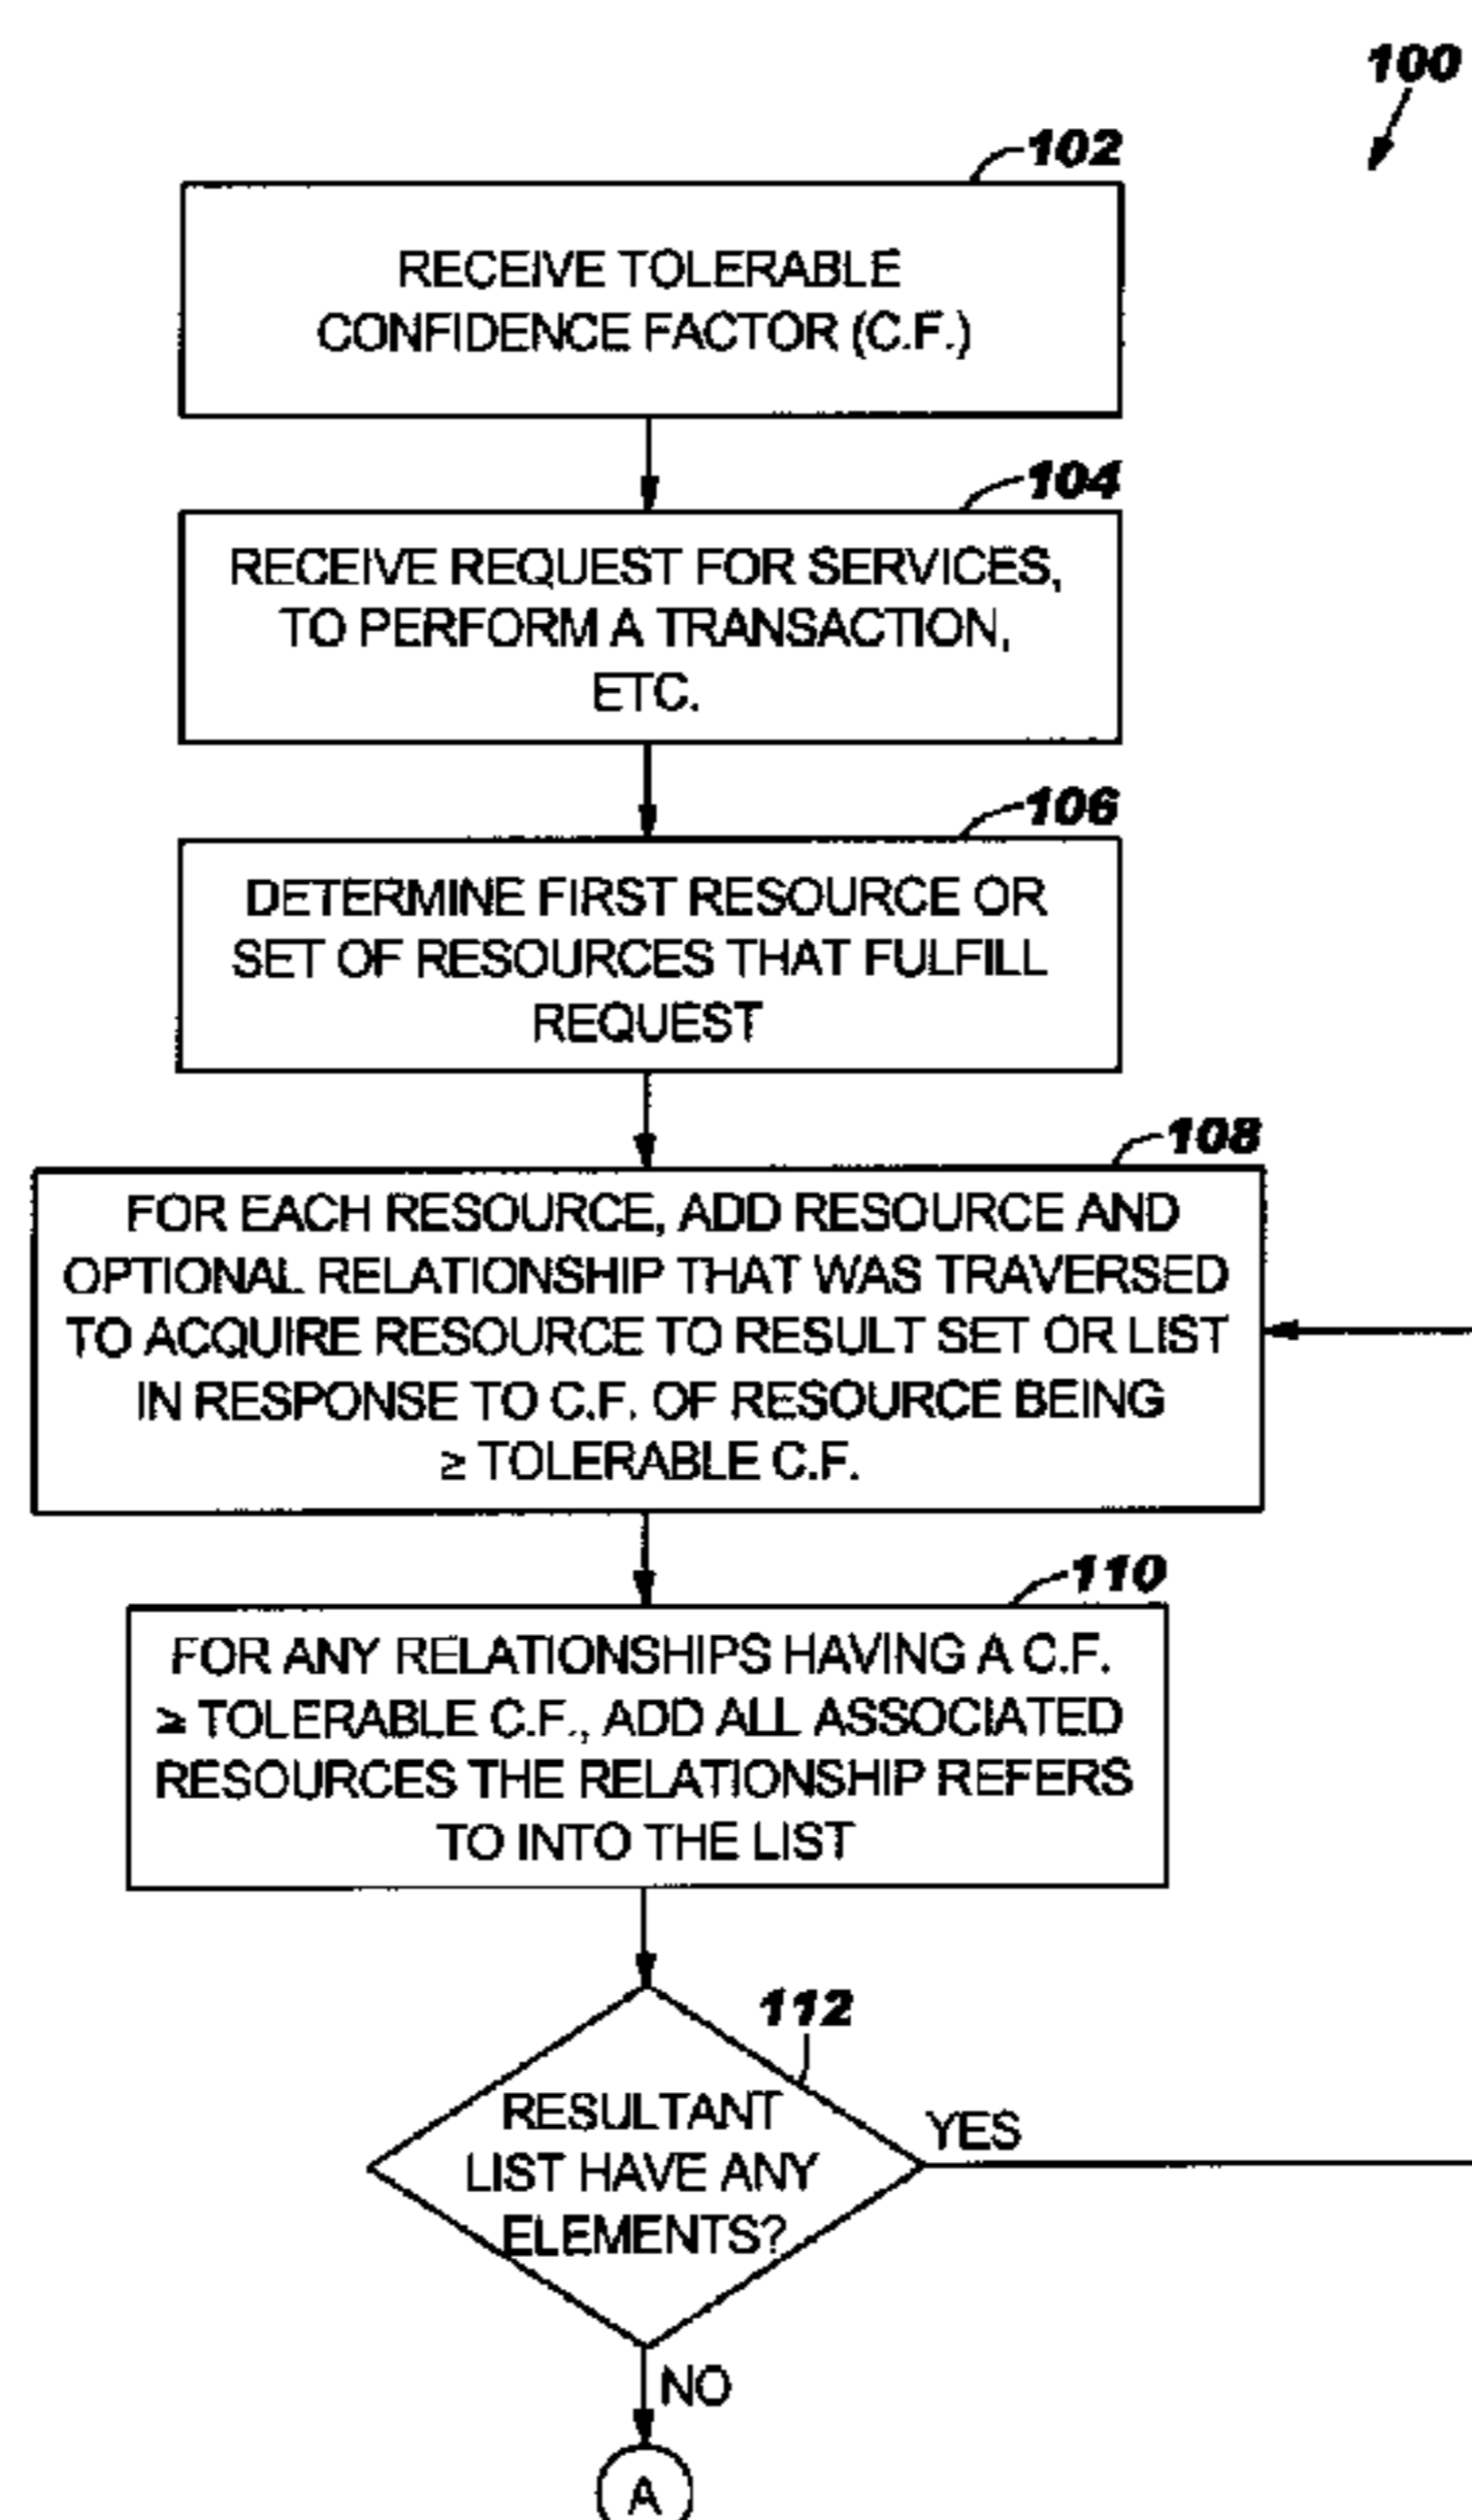 100
102
RECEIVE TOLERABLE
CONFIDENCE FACTOR (C.F.)
104
RECEIVE REQUEST FOR SERVICES,
TO PERFORM A TRANSACTION,
ETC.
106
DETERMINE FIRST RESOURCE OR
SET OF RESOURCES THAT FULFILL
REQUEST
108
FOR EACH RESOURCE, ADD RESOURCE AND
OPTIONAL RELATIONSHIP THAT WAS TRAVERSED
TO ACQUIRE RESOURCE TO RESULT SET OR LIST
IN RESPONSE TO C.F. OF RESOURCE BEING
≥ TOLERABLE C.F.
110
FOR ANY RELATIONSHIPS HAVING A C.F.
≥ TOLERABLE C.F., ADD ALL ASSOCIATED
RESOURCES THE RELATIONSHIP REFERS
TO INTO THE LIST
112
RESULTANT
LIST HAVE ANY
ELEMENTS?
YES
NO
A